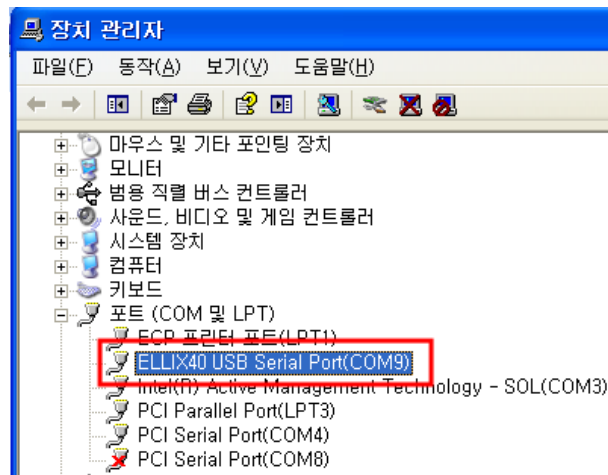 장치 관리자
파일(F) 동작(A) 보기(V) 도움말(H)
마우스 및 기타 포인팅 장치
모니터
범용 직렬 버스 컨트롤러
사운드, 비디오 및 게임 컨트롤러
시스템 장치
컴퓨터
키보드
포트 (COM 및 LPT)
ECP 프린터 포트(LPT1)
ELLIX40 USB Serial Port(COM9)
Intel(R) Active Management Technology - SOL(COM3)
PCI Parallel Port(LPT3)
PCI Serial Port(COM4)
PCI Serial Port(COM8)